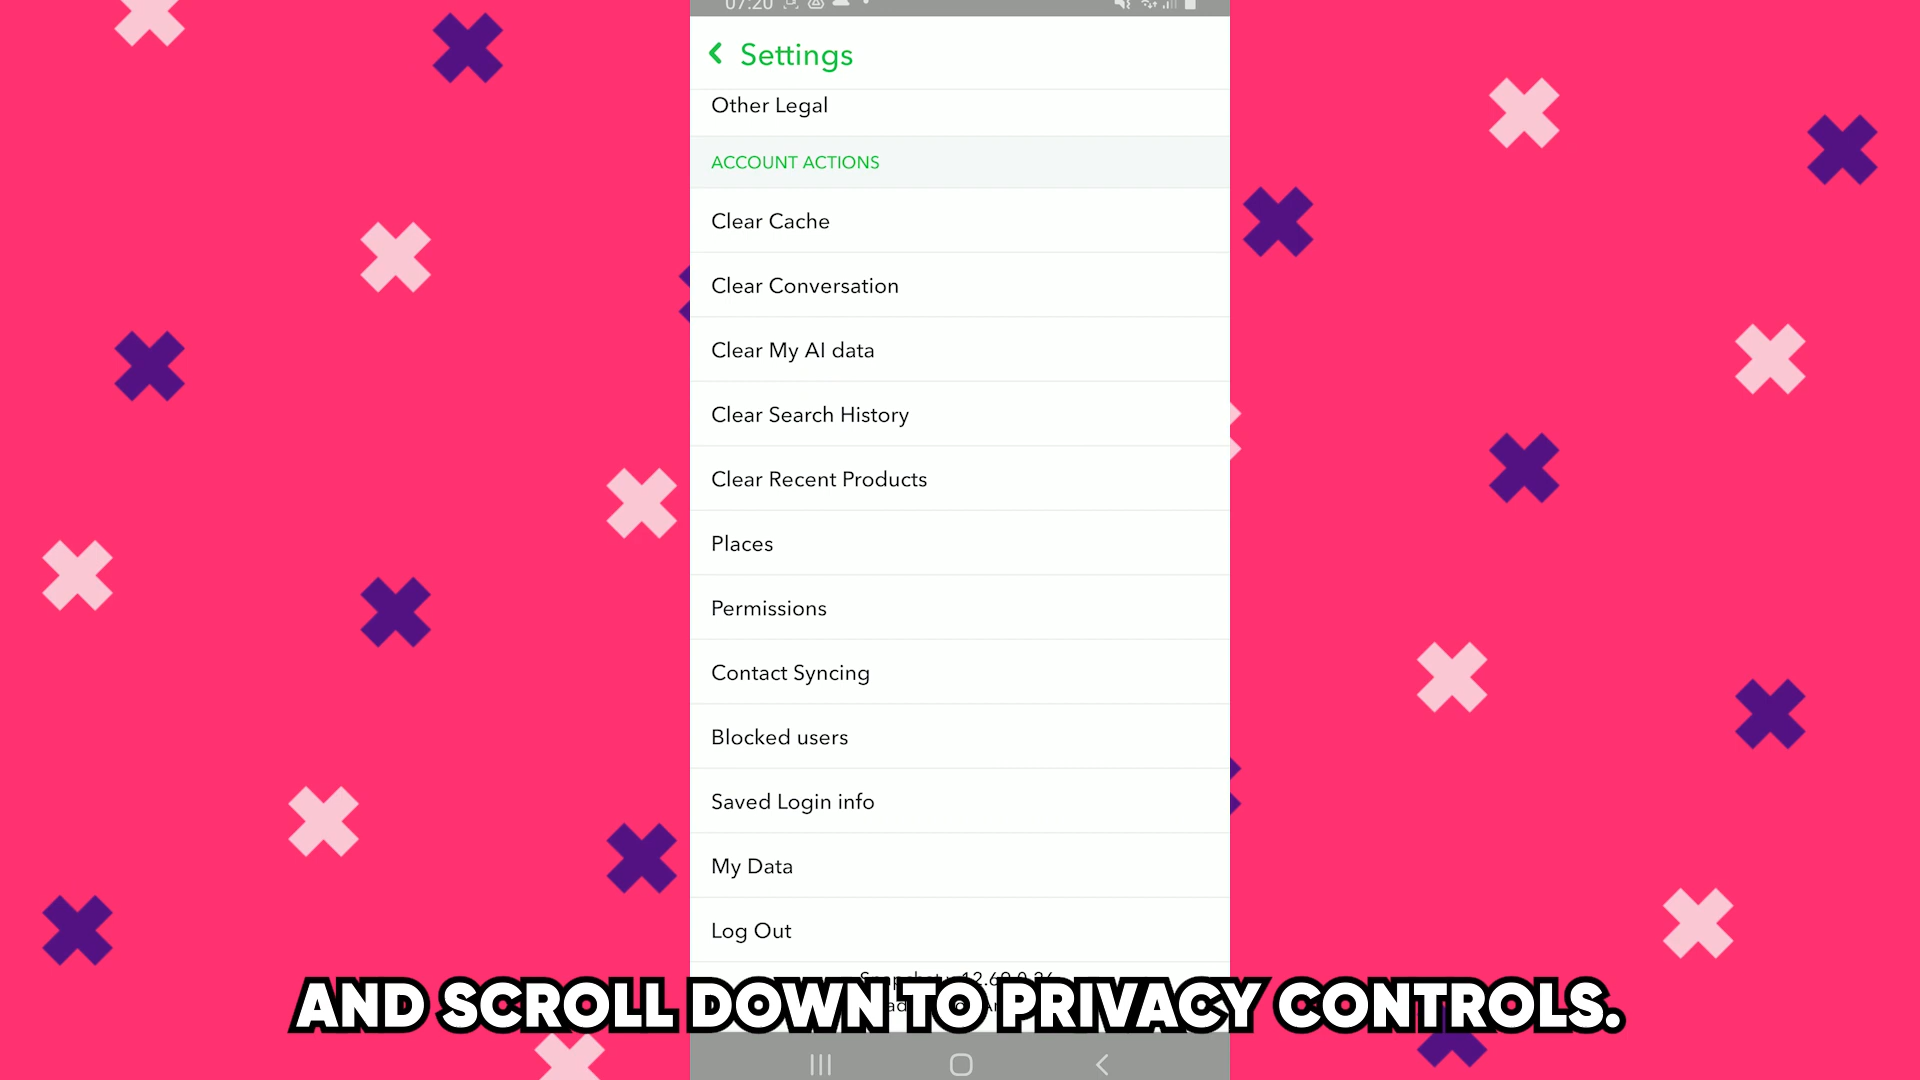 07:20
Settings
Other Legal
ACCOUNT ACTIONS
Clear Cache
Clear Conversation
Clear My AI data
Clear Search History
Clear Recent Products
Places
Permissions
Contact Syncing
Blocked users
Saved Login info
My Data
Log Out
AND SCROLL DOWN TO PRIVACY CONTROLS.